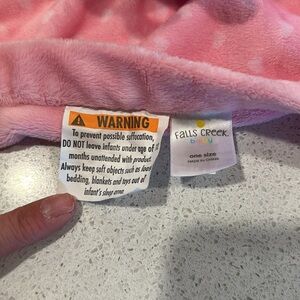 WARNING
To prevent possible suffocation,
DO NOT leave infants under age of 12
months unattended with product.
Always keep soft objects such as
bedding, blankets and toys out of
infant's sleep area
FALLS CREEK
baby
one size